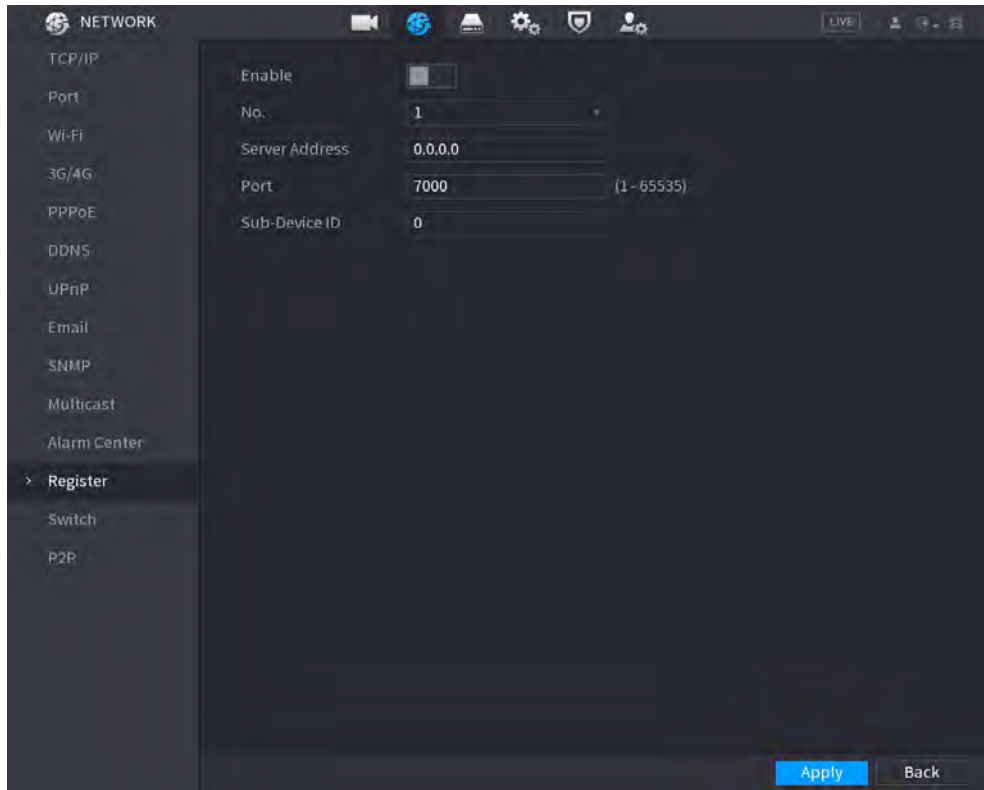 NETWORK
LIVE
TCP/IP
Port
Wi-Fi
3G/4G
PPPoE
DDNS
UPnP
Email
SNMP
Multicast
Alarm Center
> Register
Switch
P2P
Enable
No. 1
Server Address 0.0.0.0
Port 7000 (1-65535)
Sub-Device ID 0
Apply Back